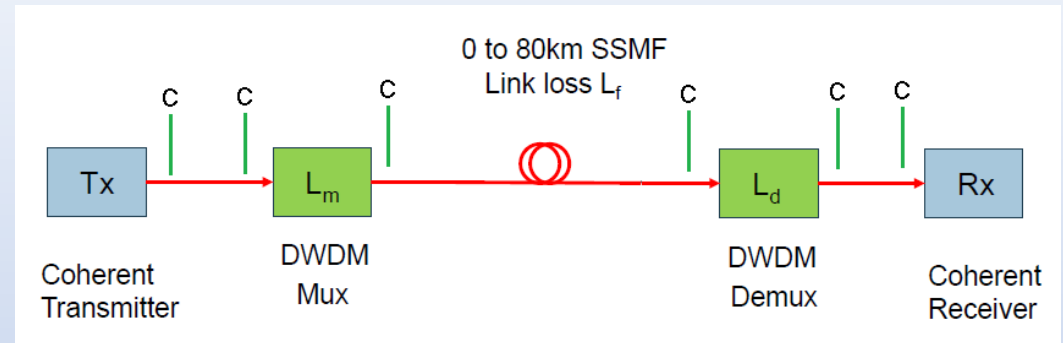 0 to 80km SSMF
Link loss Lf
C
C
C
C
C
C
Tx
Lm
Ld
Rx
Coherent
Transmitter
DWDM
Mux
DWDM
Demux
Coherent
Receiver